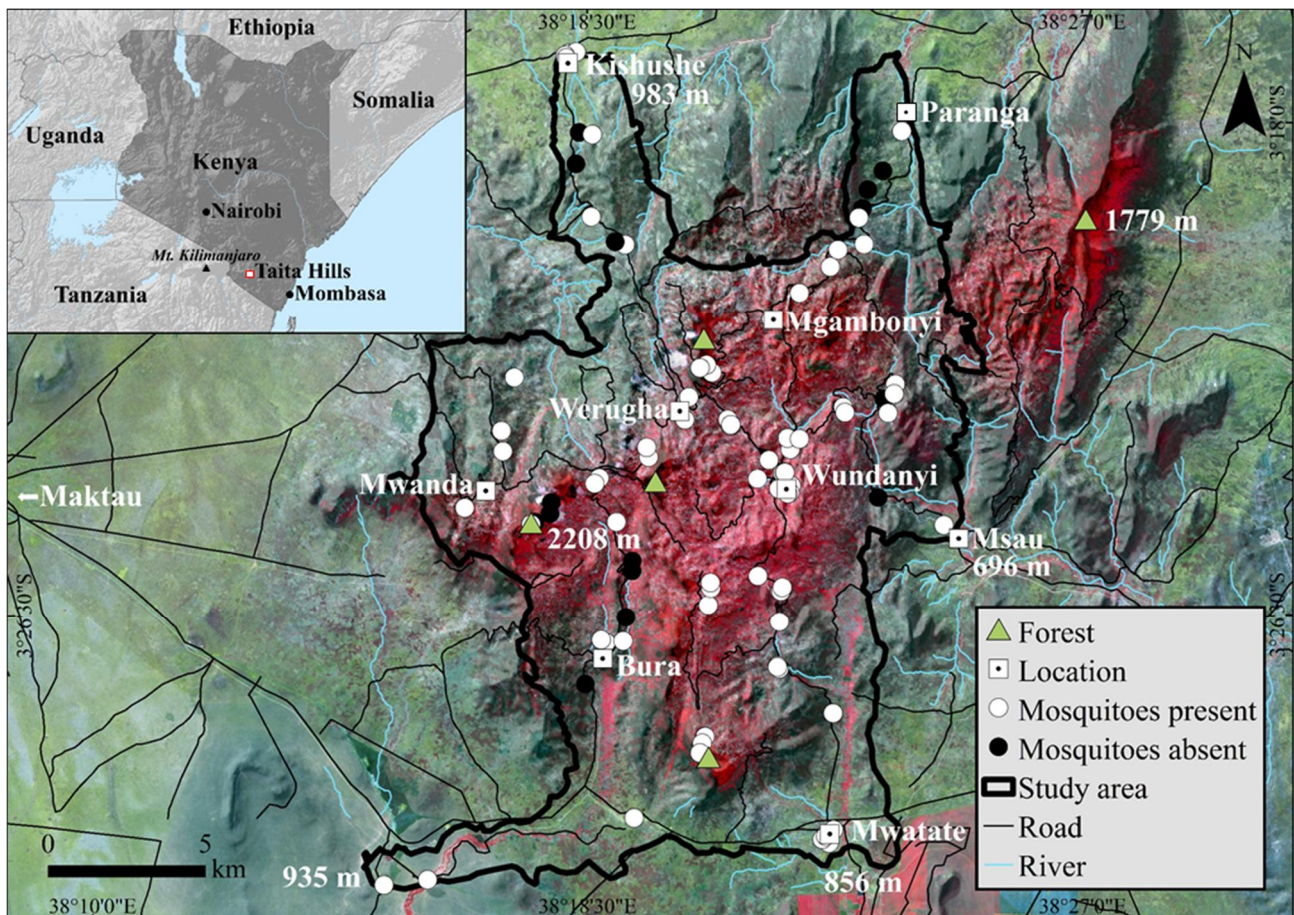 38°18'30"E
38°27'0"E
Ethiopia
Somalia
Uganda
Kenya
Nairobi
Mt. Kilimanjaro
Taita Hills
Tanzania
Mombasa
N
Kishushe
983 m
Paranga
3°18'0"S
1779 m
Mgambonyi
Werugha
Mwanda
Wundanyi
Maktau
2208 m
Msau
696 m
3°26'30"S
3°26'30"S
Bura
Forest
Location
Mosquitoes present
Mosquitoes absent
Study area
Road
River
Mwatate
856 m
935 m
0 5
km
38°10'0"E
38°18'30"E
38°27'0"E